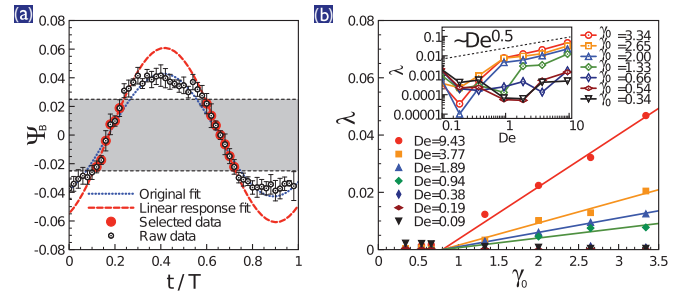 (a)
0.08
0.06
0.04
0.02
0
-0.02
-0.04
-0.06
-0.08
Ψ_B
Original fit
Linear response fit
Selected data
Raw data
0 0.2 0.4 0.6 0.8 1
t / T
(b)
0.08
0.06
0.04
0.02
0
λ
~De^0.5
0.1
0.01
0.001
0.0001
0.00001
λ
0.1 1 10
De
γ₀=3.34
γ₀=2.65
γ₀=2.00
γ₀=1.33
γ₀=0.66
γ₀=0.54
γ₀=0.34
De=9.43
De=3.77
De=1.89
De=0.94
De=0.38
De=0.19
De=0.09
0.5 1 1.5 2 2.5 3 3.5
γ₀